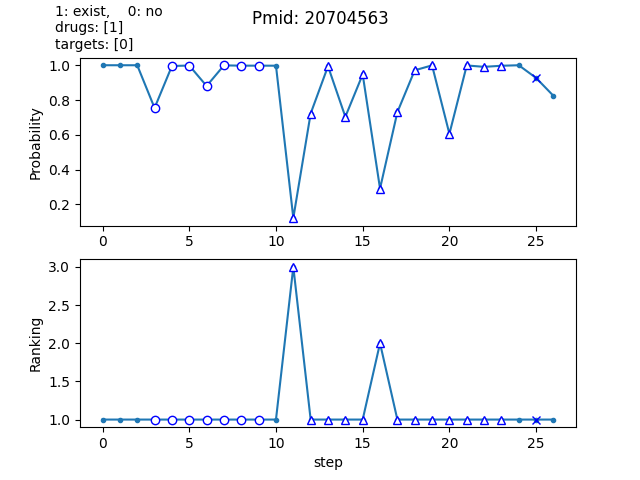 1: exist,    0: no
drugs: [1]
targets: [0]
Pmid: 20704563
1.0
0.8
0.6
0.4
0.2
Probability
0 5 10 15 20 25
3.0
2.5
2.0
1.5
1.0
Ranking
0 5 10 15 20 25
step